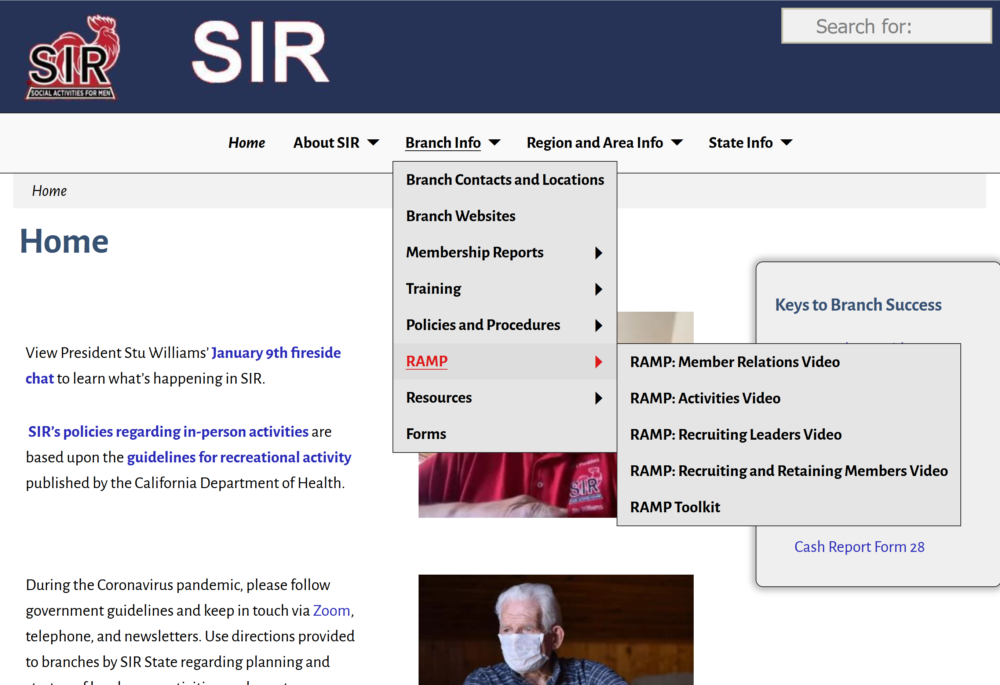 SIR
SOCIAL ACTIVITIES FOR MEN
SIR
Search for:
Home
About SIR
Branch Info
Region and Area Info
State Info
Home
Home
Branch Contacts and Locations
Branch Websites
Membership Reports
Training
Policies and Procedures
RAMP
Resources
Forms
RAMP: Member Relations Video
RAMP: Activities Video
RAMP: Recruiting Leaders Video
RAMP: Recruiting and Retaining Members Video
RAMP Toolkit
View President Stu Williams’ January 9th fireside
chat to learn what’s happening in SIR.
SIR’s policies regarding in-person activities are
based upon the guidelines for recreational activity
published by the California Department of Health.
During the Coronavirus pandemic, please follow
government guidelines and keep in touch via Zoom,
telephone, and newsletters. Use directions provided
to branches by SIR State regarding planning and
SIR
Stu Williams
Keys to Branch Success
Cash Report Form 28